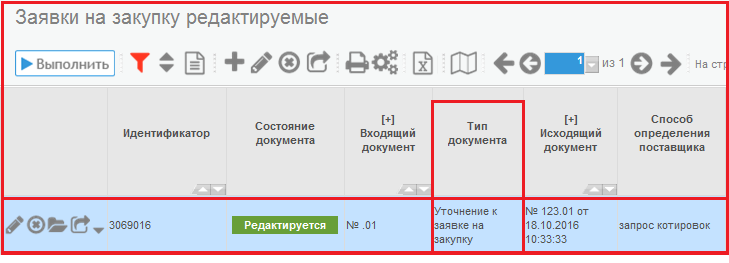 Заявки на закупку редактируемые
Выполнить
1 из 1
На стр
Идентификатор
Состояние
документа
[+]
Входящий
документ
Тип
документа
[+]
Исходящий
документ
Способ
определения
поставщика
3069016
Редактируется
№ .01
Уточнение к
заявке на
закупку
№ 123.01 от
18.10.2016
10:33:33
запрос котировок